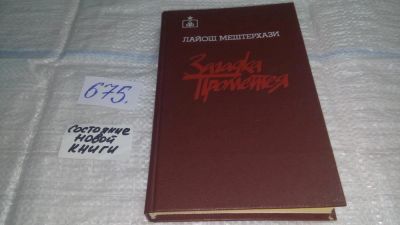 ЛАЙОШ МЕШТЕРХАЗИ
Загадка
Прометея
675.
состояние
новой
книги